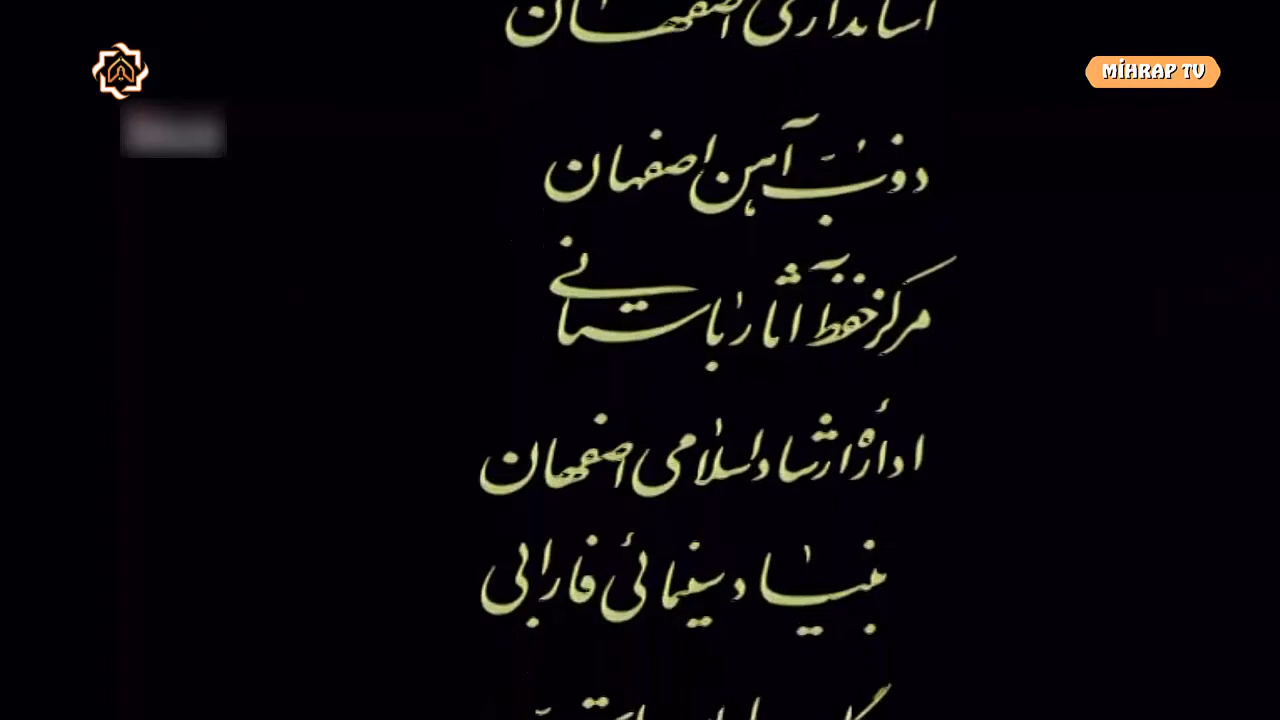 MİHRAP TV
استانداری اصفهان
ذوب آهن اصفهان
مرکز حفظ آثار باستانی
ادارهٔ ارشاد اسلامی اصفهان
بنیاد سینمائی فارابی